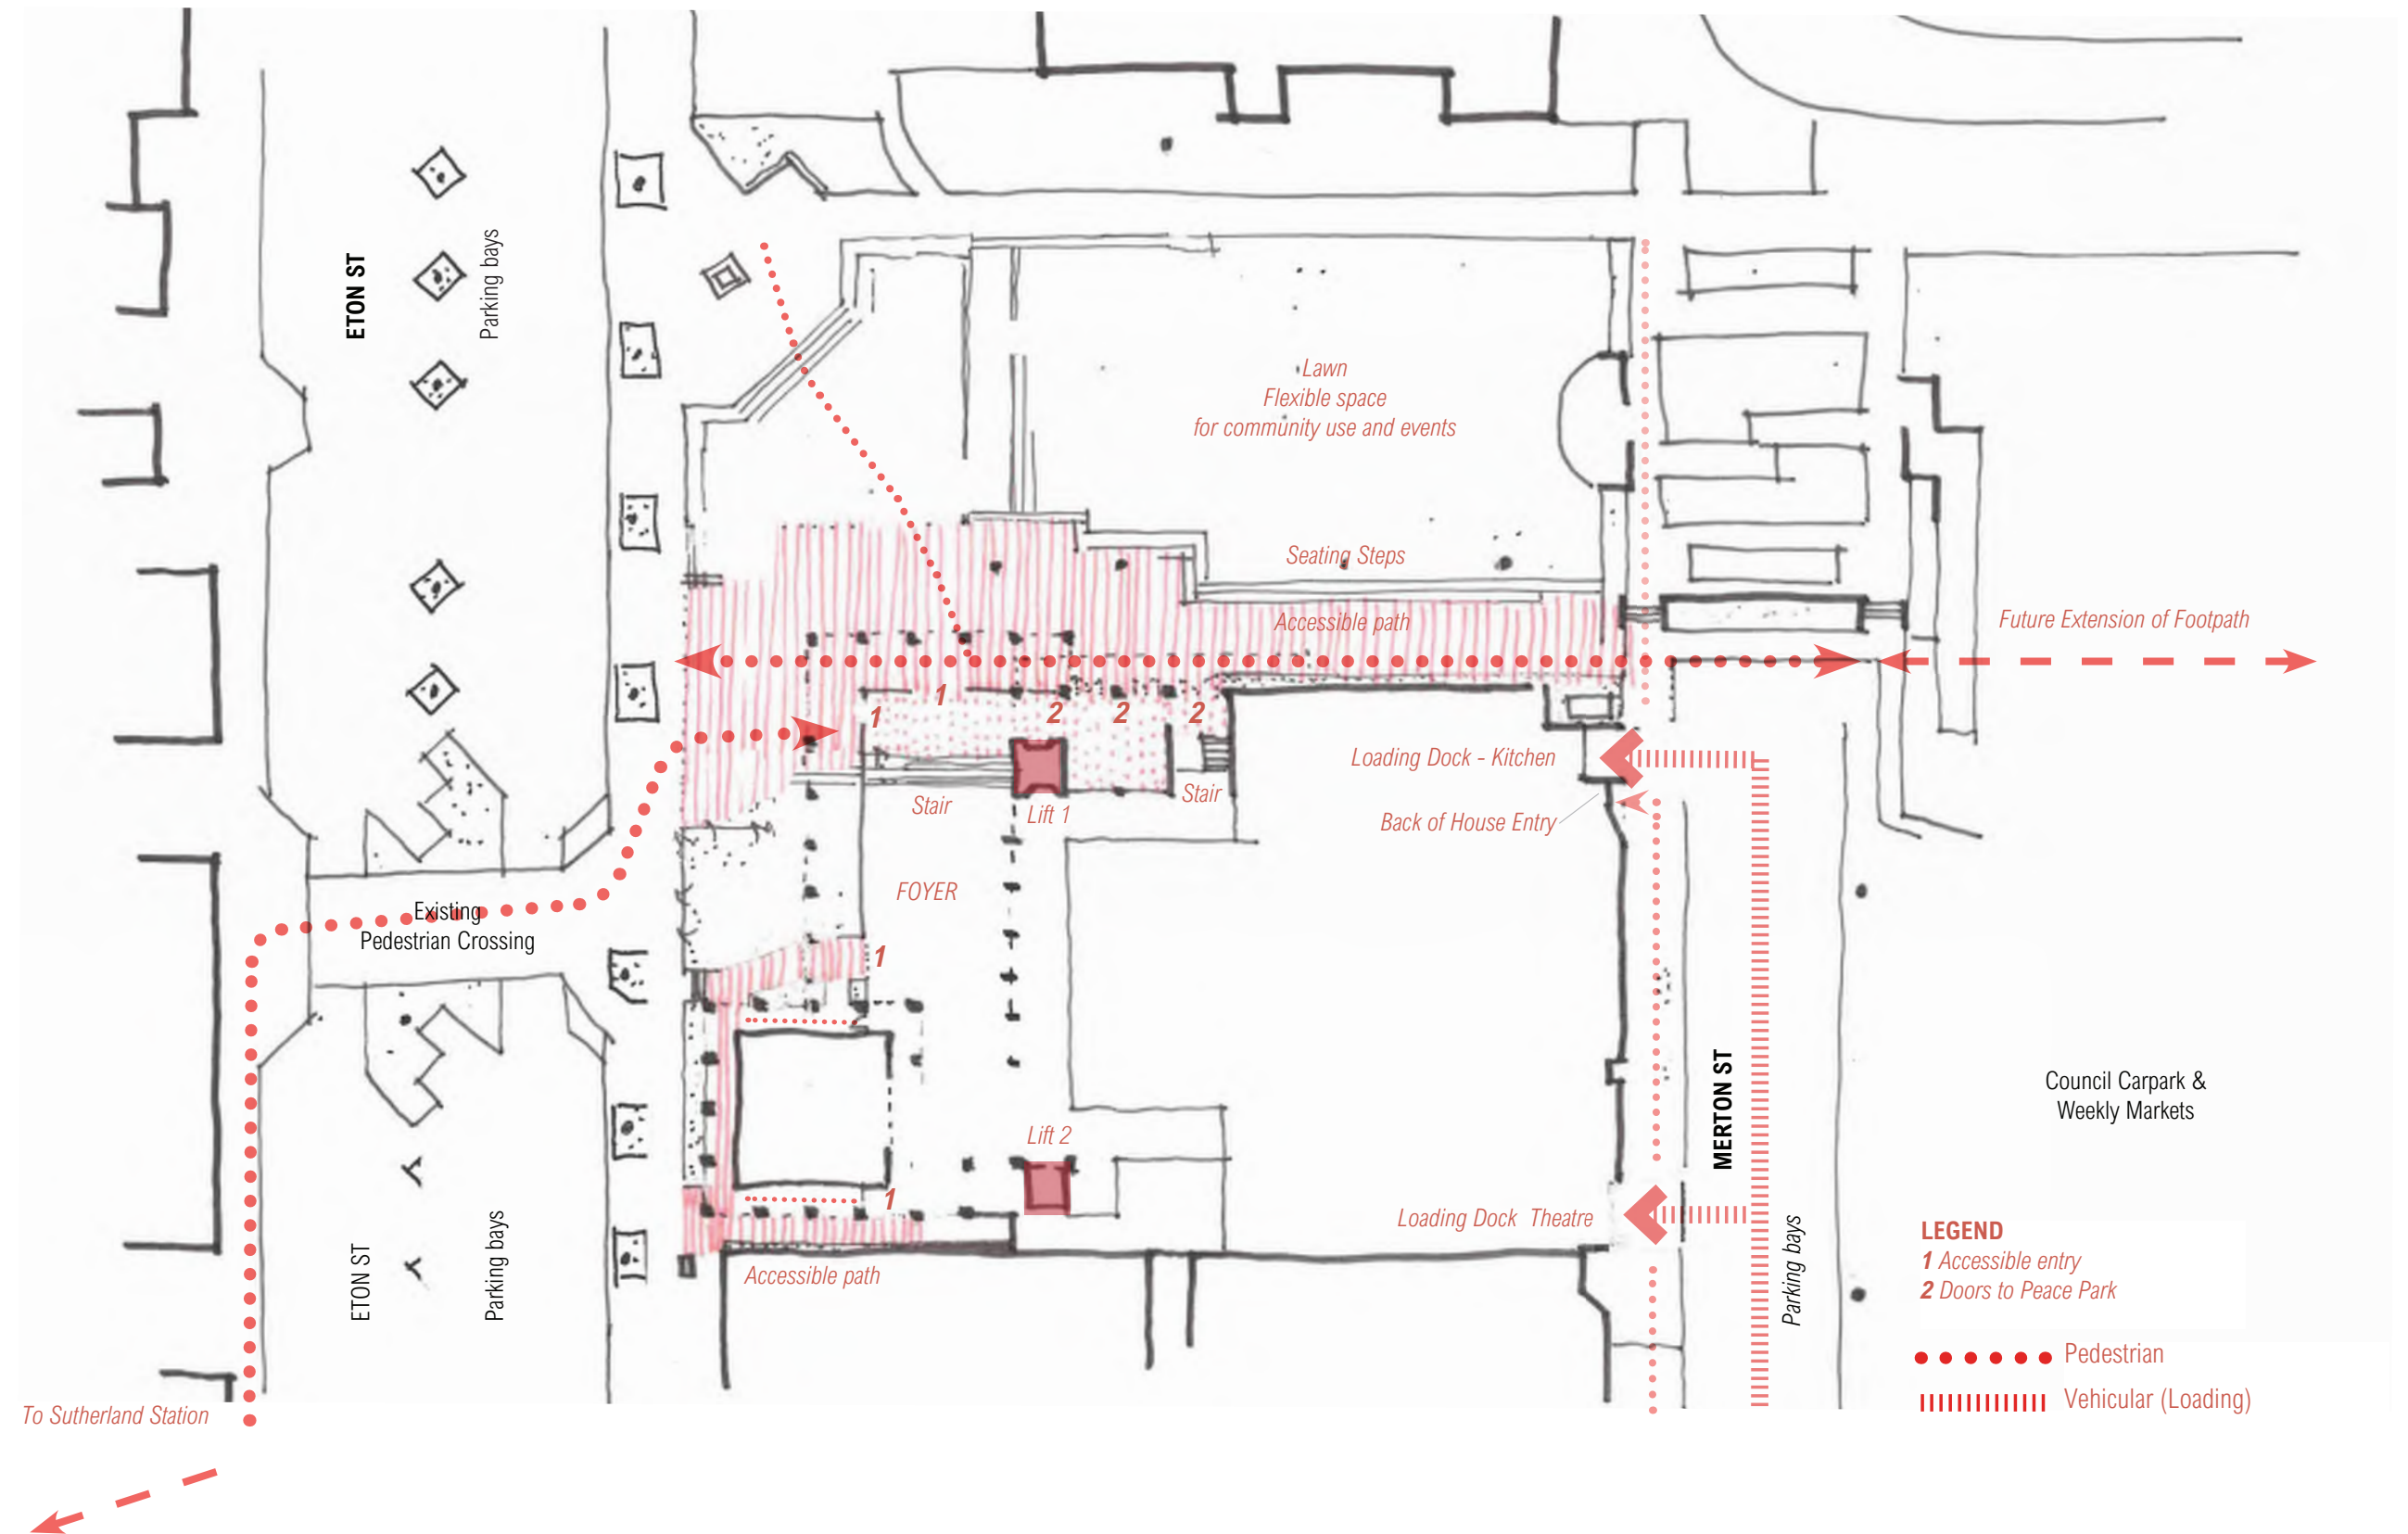 ETON ST
Parking bays
Lawn
Flexible space
for community use and events
Seating Steps
Accessible path
Future Extension of Footpath
1
1
2
2
2
Loading Dock - Kitchen
Stair
Lift 1
Stair
Back of House Entry
FOYER
Existing
Pedestrian Crossing
1
MERTON ST
Council Carpark &
Weekly Markets
Lift 2
1
Loading Dock Theatre
ETON ST
Parking bays
Parking bays
Accessible path
LEGEND
1 Accessible entry
2 Doors to Peace Park
Pedestrian
Vehicular (Loading)
To Sutherland Station